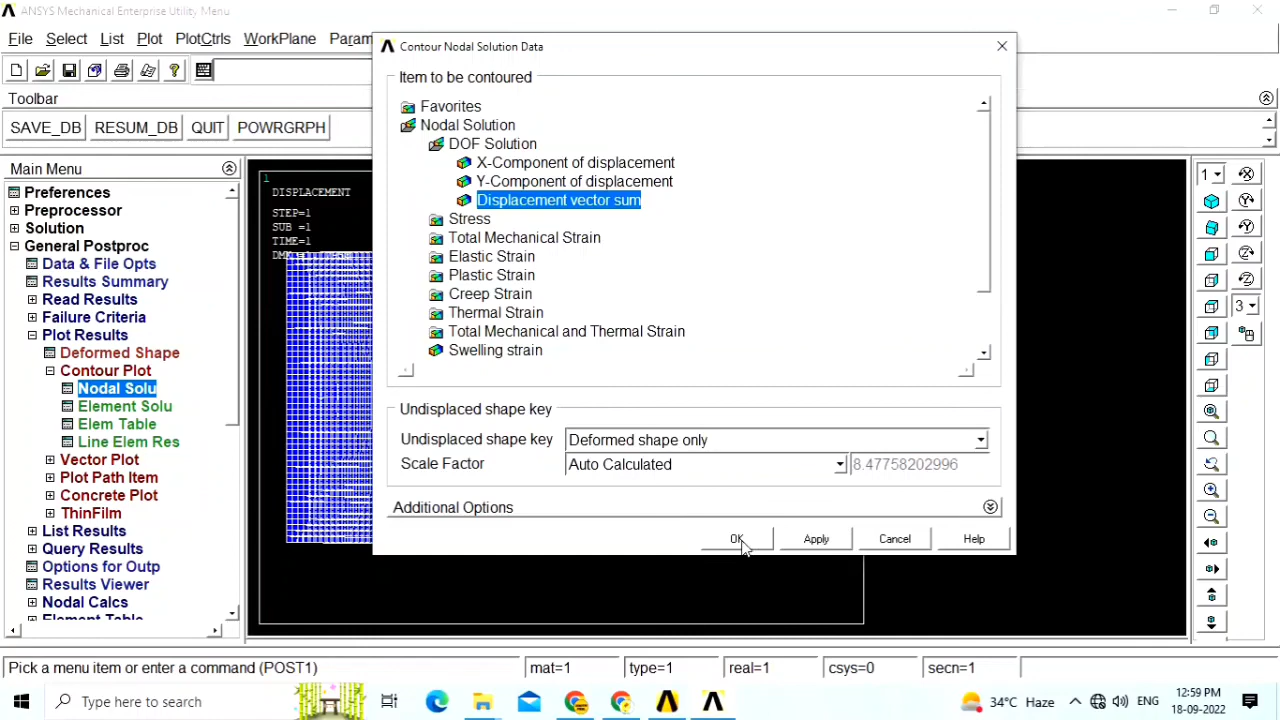 ANSYS Mechanical Enterprise Utility Menu
File Select List Plot PlotCtrls WorkPlane Param
Toolbar
SAVE_DB RESUM_DB QUIT POWRGRPH
Main Menu
Preferences
Preprocessor
Solution
General Postproc
Data & File Opts
Results Summary
Read Results
Failure Criteria
Plot Results
Deformed Shape
Contour Plot
Nodal Solu
Element Solu
Elem Table
Line Elem Res
Vector Plot
Plot Path Item
Concrete Plot
ThinFilm
List Results
Query Results
Options for Outp
Results Viewer
Nodal Calcs
Element Table
1
DISPLACEMENT
STEP=1
SUB =1
TIME=1
Contour Nodal Solution Data
Item to be contoured
Favorites
Nodal Solution
DOF Solution
X-Component of displacement
Y-Component of displacement
Displacement vector sum
Stress
Total Mechanical Strain
Elastic Strain
Plastic Strain
Creep Strain
Thermal Strain
Total Mechanical and Thermal Strain
Swelling strain
Undisplaced shape key
Undisplaced shape key Deformed shape only
Scale Factor Auto Calculated 8.47758202996
Additional Options
OK Apply Cancel Help
1
3
Pick a menu item or enter a command (POST1) mat=1 type=1 real=1 csys=0 secn=1
Type here to search
34°C Haze
ENG
12:59 PM
18-09-2022